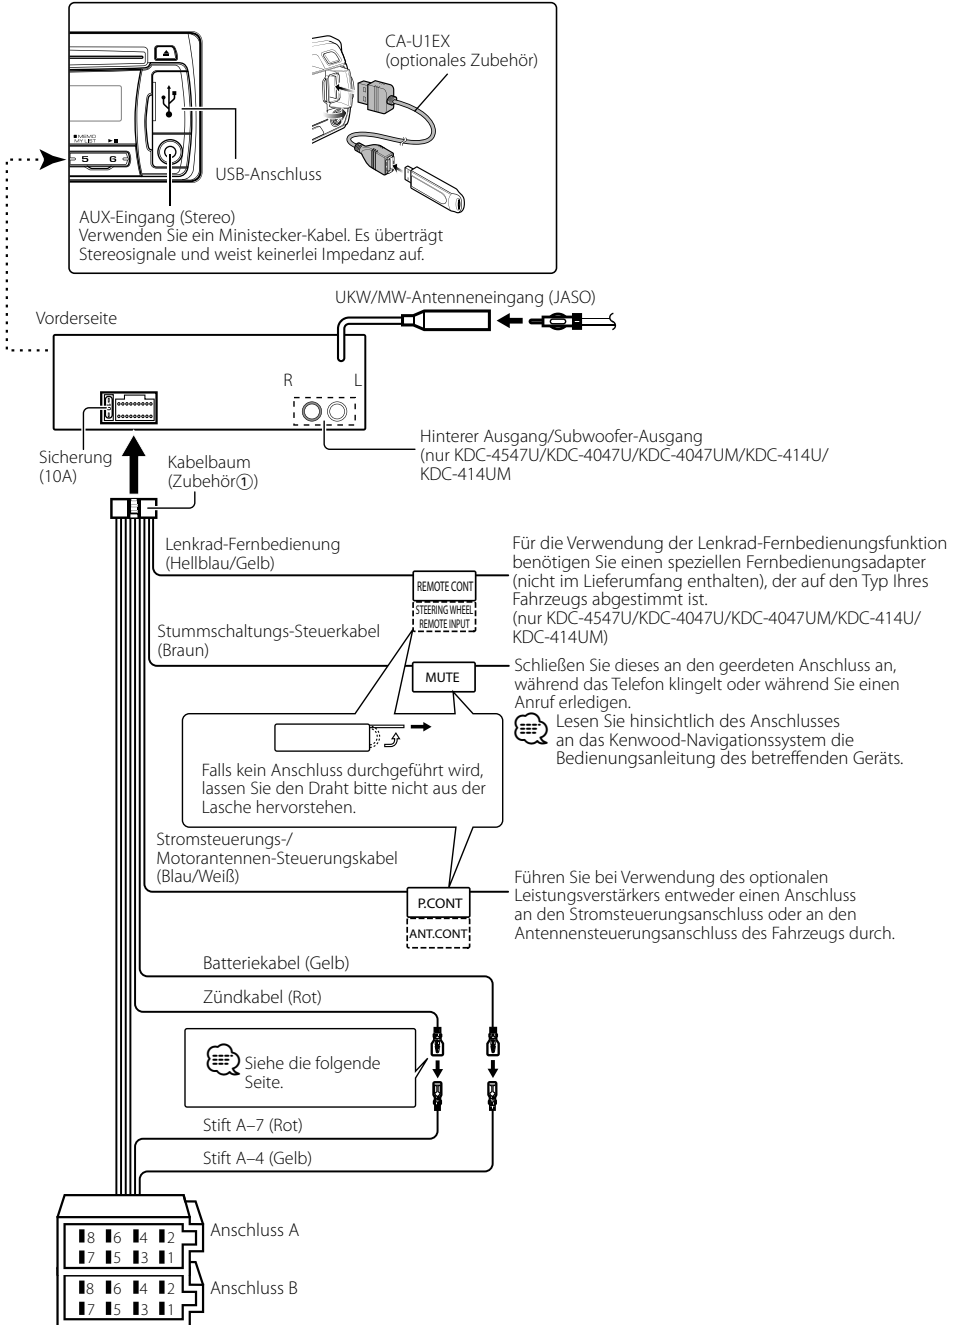 CA-U1EX
(optionales Zubehör)
■ MEMO
MY LIST
5 6
USB-Anschluss
AUX-Eingang (Stereo)
Verwenden Sie ein Ministecker-Kabel. Es überträgt
Stereosignale und weist keinerlei Impedanz auf.
UKW/MW-Antenneneingang (JASO)
Vorderseite
R L
Hinterer Ausgang/Subwoofer-Ausgang
(nur KDC-4547U/KDC-4047U/KDC-4047UM/KDC-414U/
KDC-414UM
Sicherung
(10A)
Kabelbaum
(Zubehör①)
Lenkrad-Fernbedienung
(Hellblau/Gelb)
REMOTE CONT
STEERING WHEEL
REMOTE INPUT
Für die Verwendung der Lenkrad-Fernbedienungsfunktion
benötigen Sie einen speziellen Fernbedienungsadapter
(nicht im Lieferumfang enthalten), der auf den Typ Ihres
Fahrzeugs abgestimmt ist.
(nur KDC-4547U/KDC-4047U/KDC-4047UM/KDC-414U/
KDC-414UM)
Stummschaltungs-Steuerkabel
(Braun)
MUTE
Schließen Sie dieses an den geerdeten Anschluss an,
während das Telefon klingelt oder während Sie einen
Anruf erledigen.
Lesen Sie hinsichtlich des Anschlusses
an das Kenwood-Navigationssystem die
Bedienungsanleitung des betreffenden Geräts.
Falls kein Anschluss durchgeführt wird,
lassen Sie den Draht bitte nicht aus der
Lasche hervorstehen.
Stromsteuerungs-/
Motorantennen-Steuerungskabel
(Blau/Weiß)
P.CONT
ANT.CONT
Führen Sie bei Verwendung des optionalen
Leistungsverstärkers entweder einen Anschluss
an den Stromsteuerungsanschluss oder an den
Antennensteuerungsanschluss des Fahrzeugs durch.
Batteriekabel (Gelb)
Zündkabel (Rot)
Siehe die folgende
Seite.
Stift A–7 (Rot)
Stift A–4 (Gelb)
Anschluss A
8 6 4 2
7 5 3 1
Anschluss B
8 6 4 2
7 5 3 1